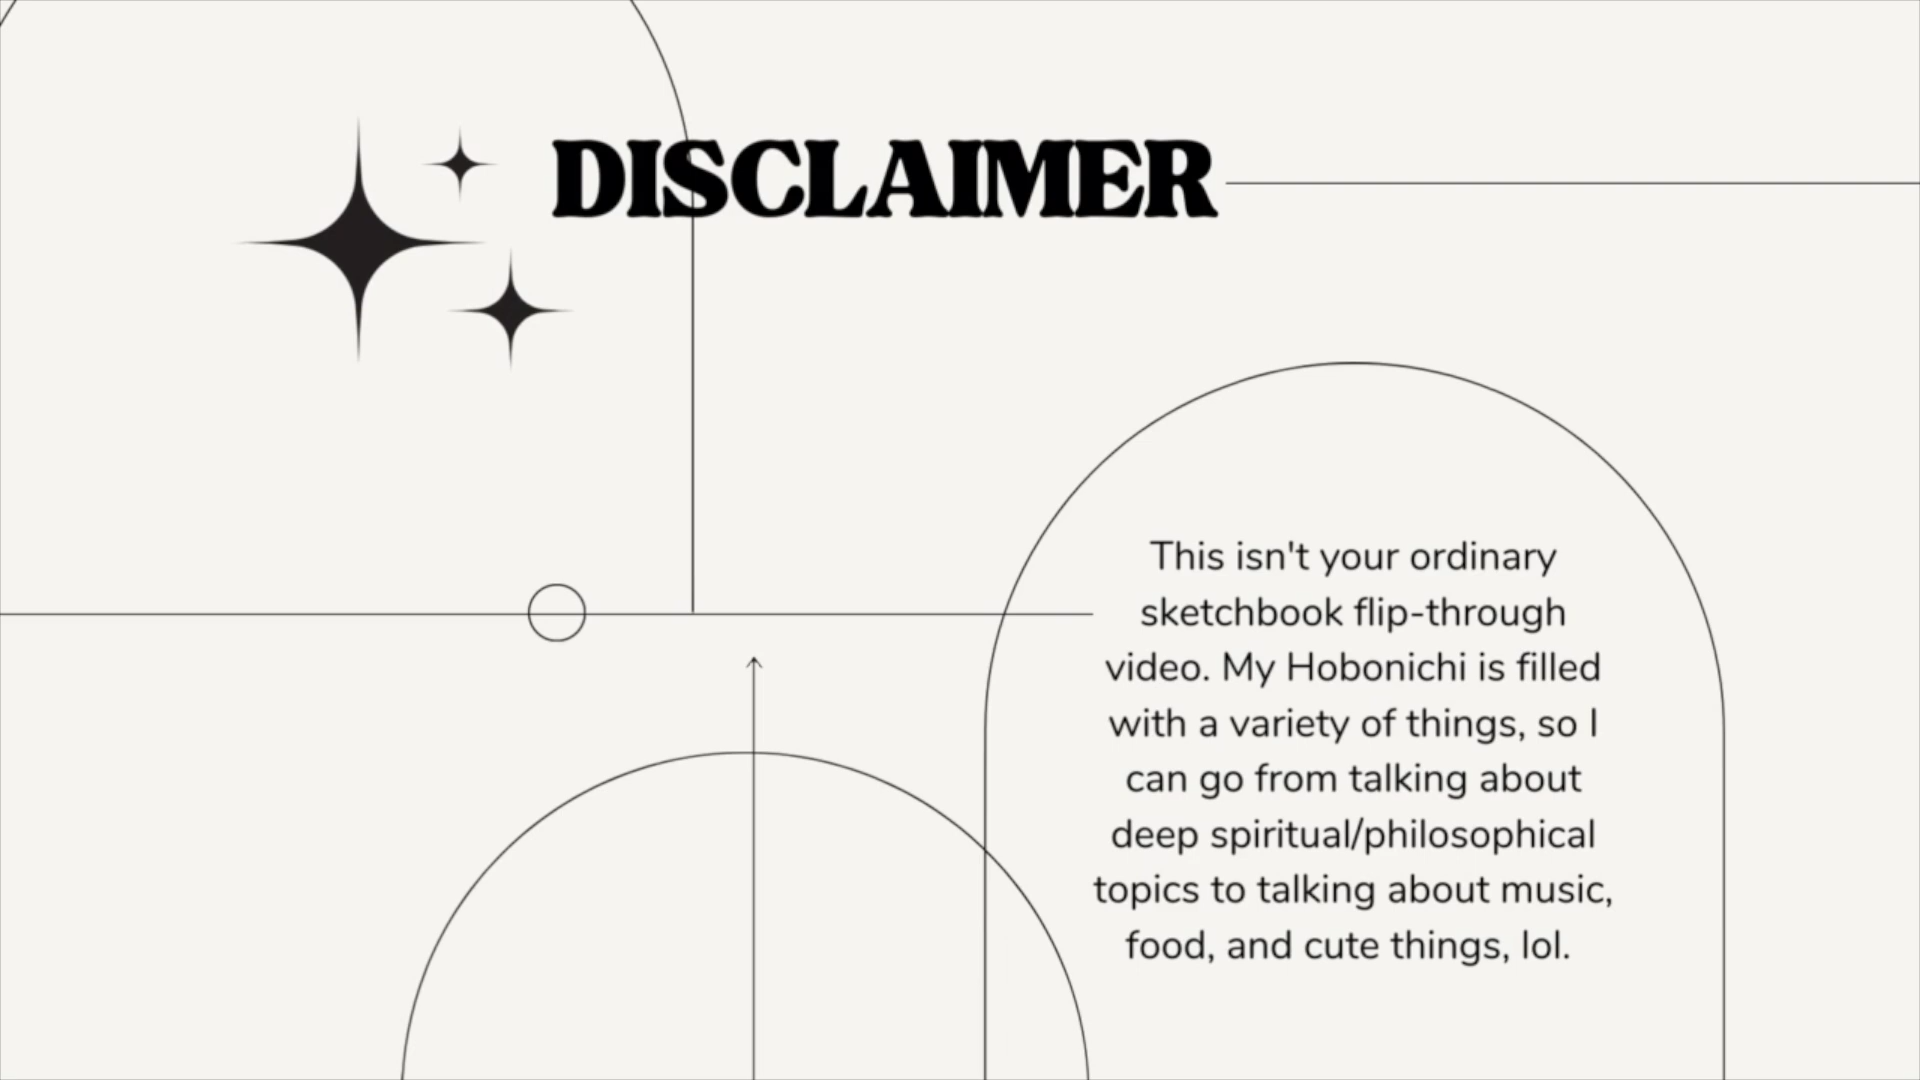 DISCLAIMER
This isn't your ordinary
sketchbook flip-through
video. My Hobonichi is filled
with a variety of things, so I
can go from talking about
deep spiritual/philosophical
topics to talking about music,
food, and cute things, lol.